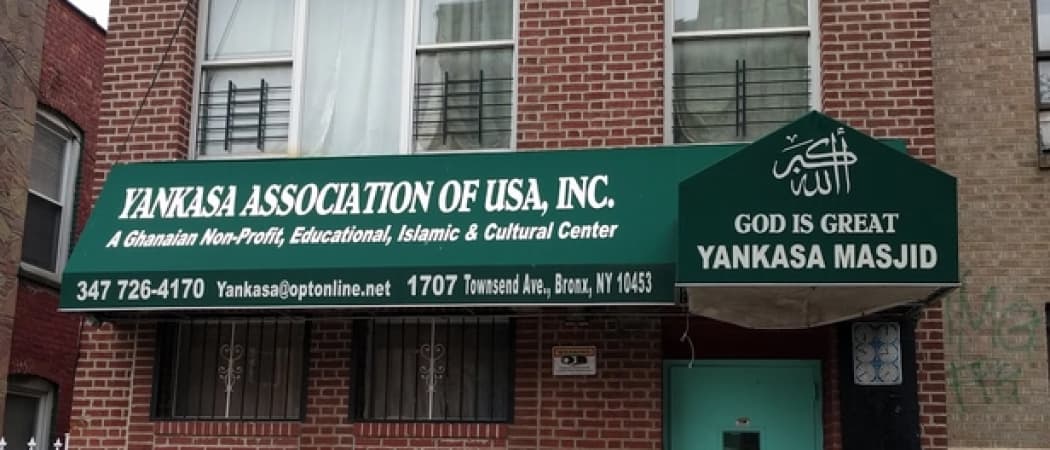 YANKASA ASSOCIATION OF USA, INC.
A Ghanaian Non-Profit, Educational, Islamic & Cultural Center
347 726-4170 Yankasa@optonline.net 1707 Townsend Ave., Bronx, NY 10453
الله أكبر
GOD IS GREAT
YANKASA MASJID